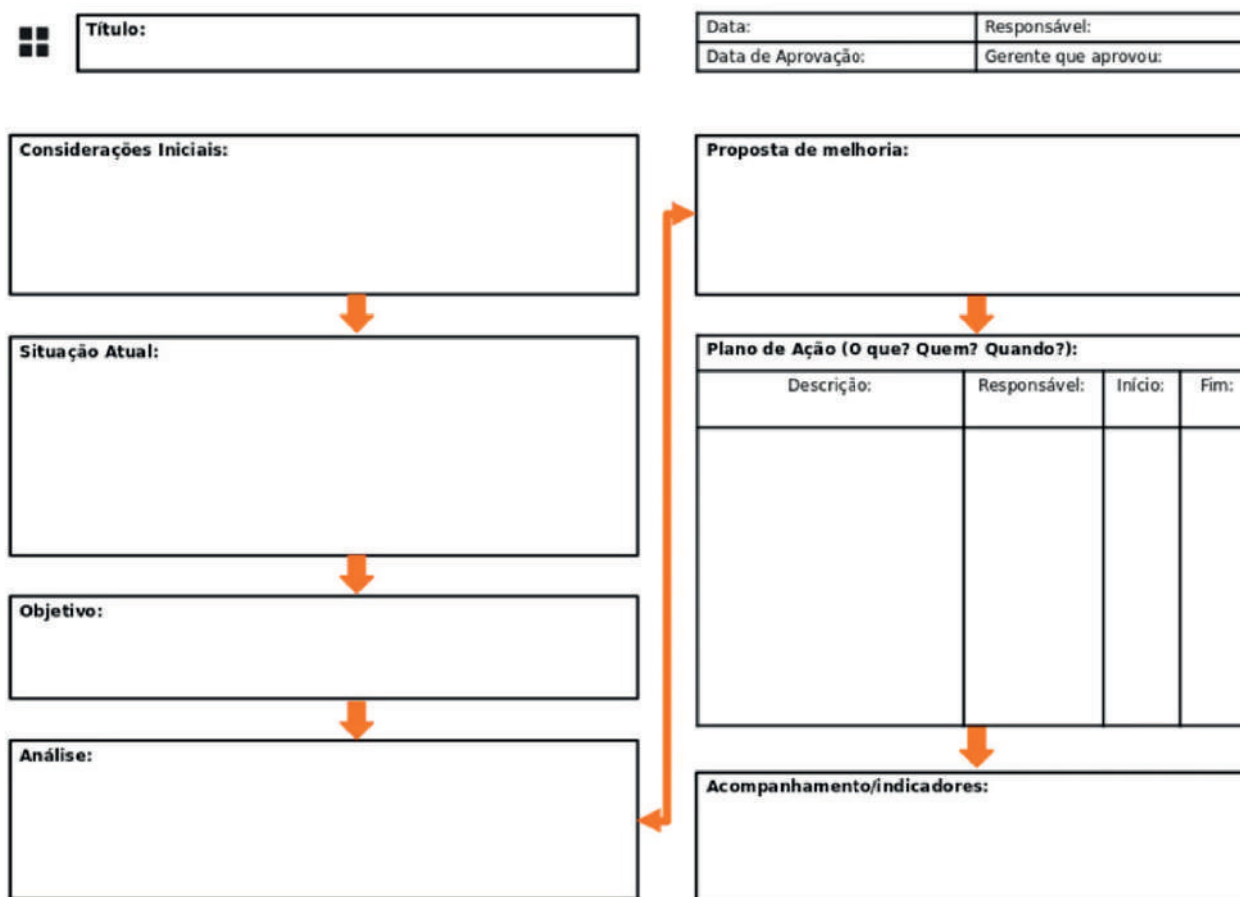 Título:
Data:
Responsável:
Data de Aprovação:
Gerente que aprovou:
Considerações Iniciais:
Situação Atual:
Objetivo:
Análise:
Proposta de melhoria:
Plano de Ação (O que? Quem? Quando?):
Descrição:
Responsável:
Início:
Fim:
Acompanhamento/indicadores: